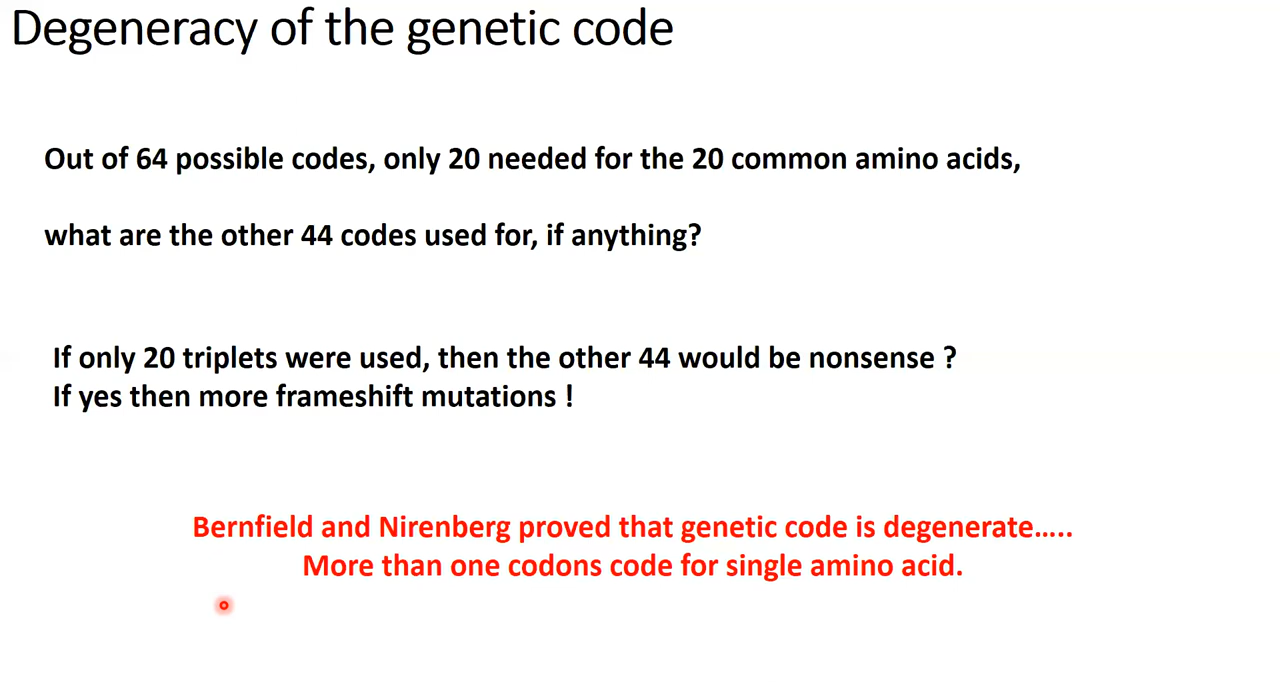 Degeneracy of the genetic code
Out of 64 possible codes, only 20 needed for the 20 common amino acids,
what are the other 44 codes used for, if anything?
If only 20 triplets were used, then the other 44 would be nonsense ?
If yes then more frameshift mutations !
Bernfield and Nirenberg proved that genetic code is degenerate.....
More than one codons code for single amino acid.